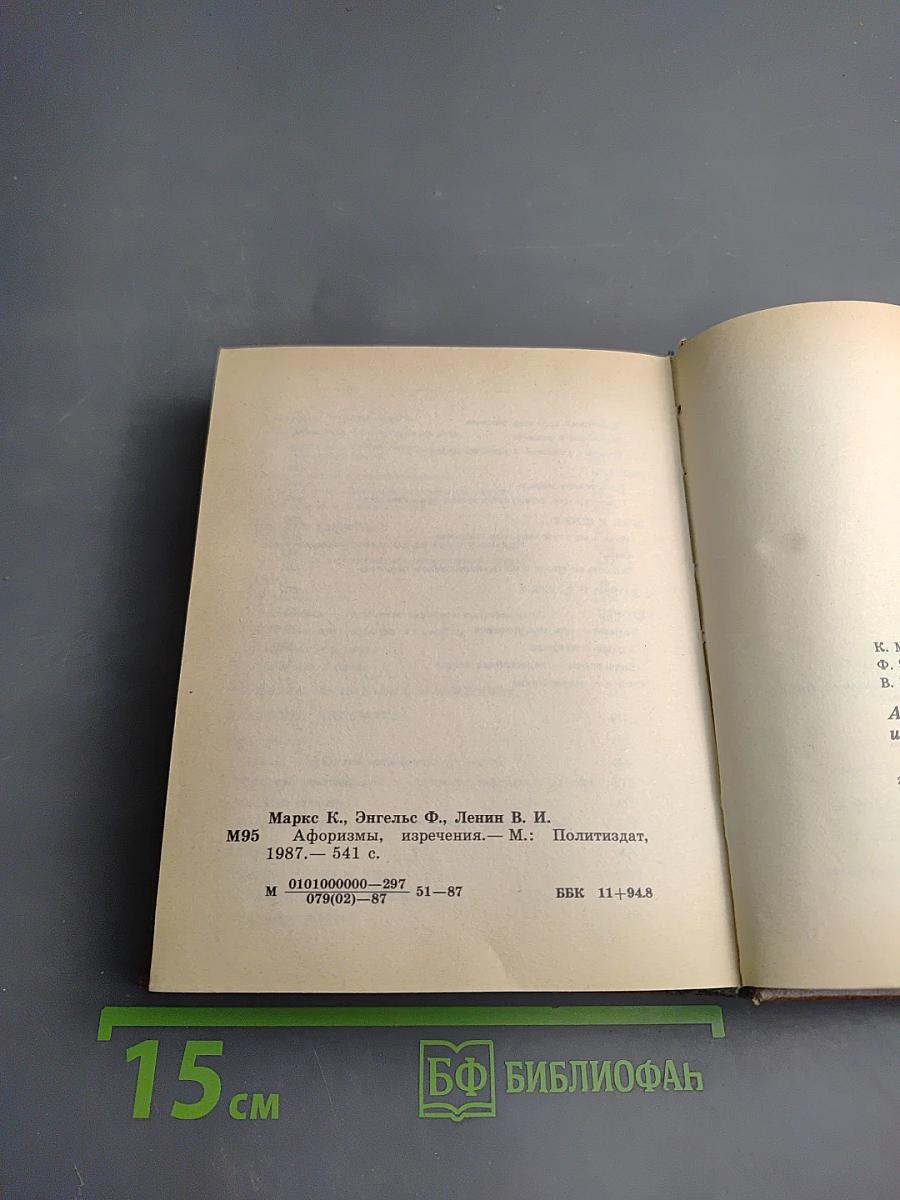 Маркс К., Энгельс Ф., Ленин В. И.
М95 Афоризмы, изречения.— М.: Политиздат,
1987.— 541 с.
М 0101000000—297
079(02)—87 51—87 ББК 11+94.8
К. М
Ф.
В.
А
и
15 см
БФ БИБЛИОФАН